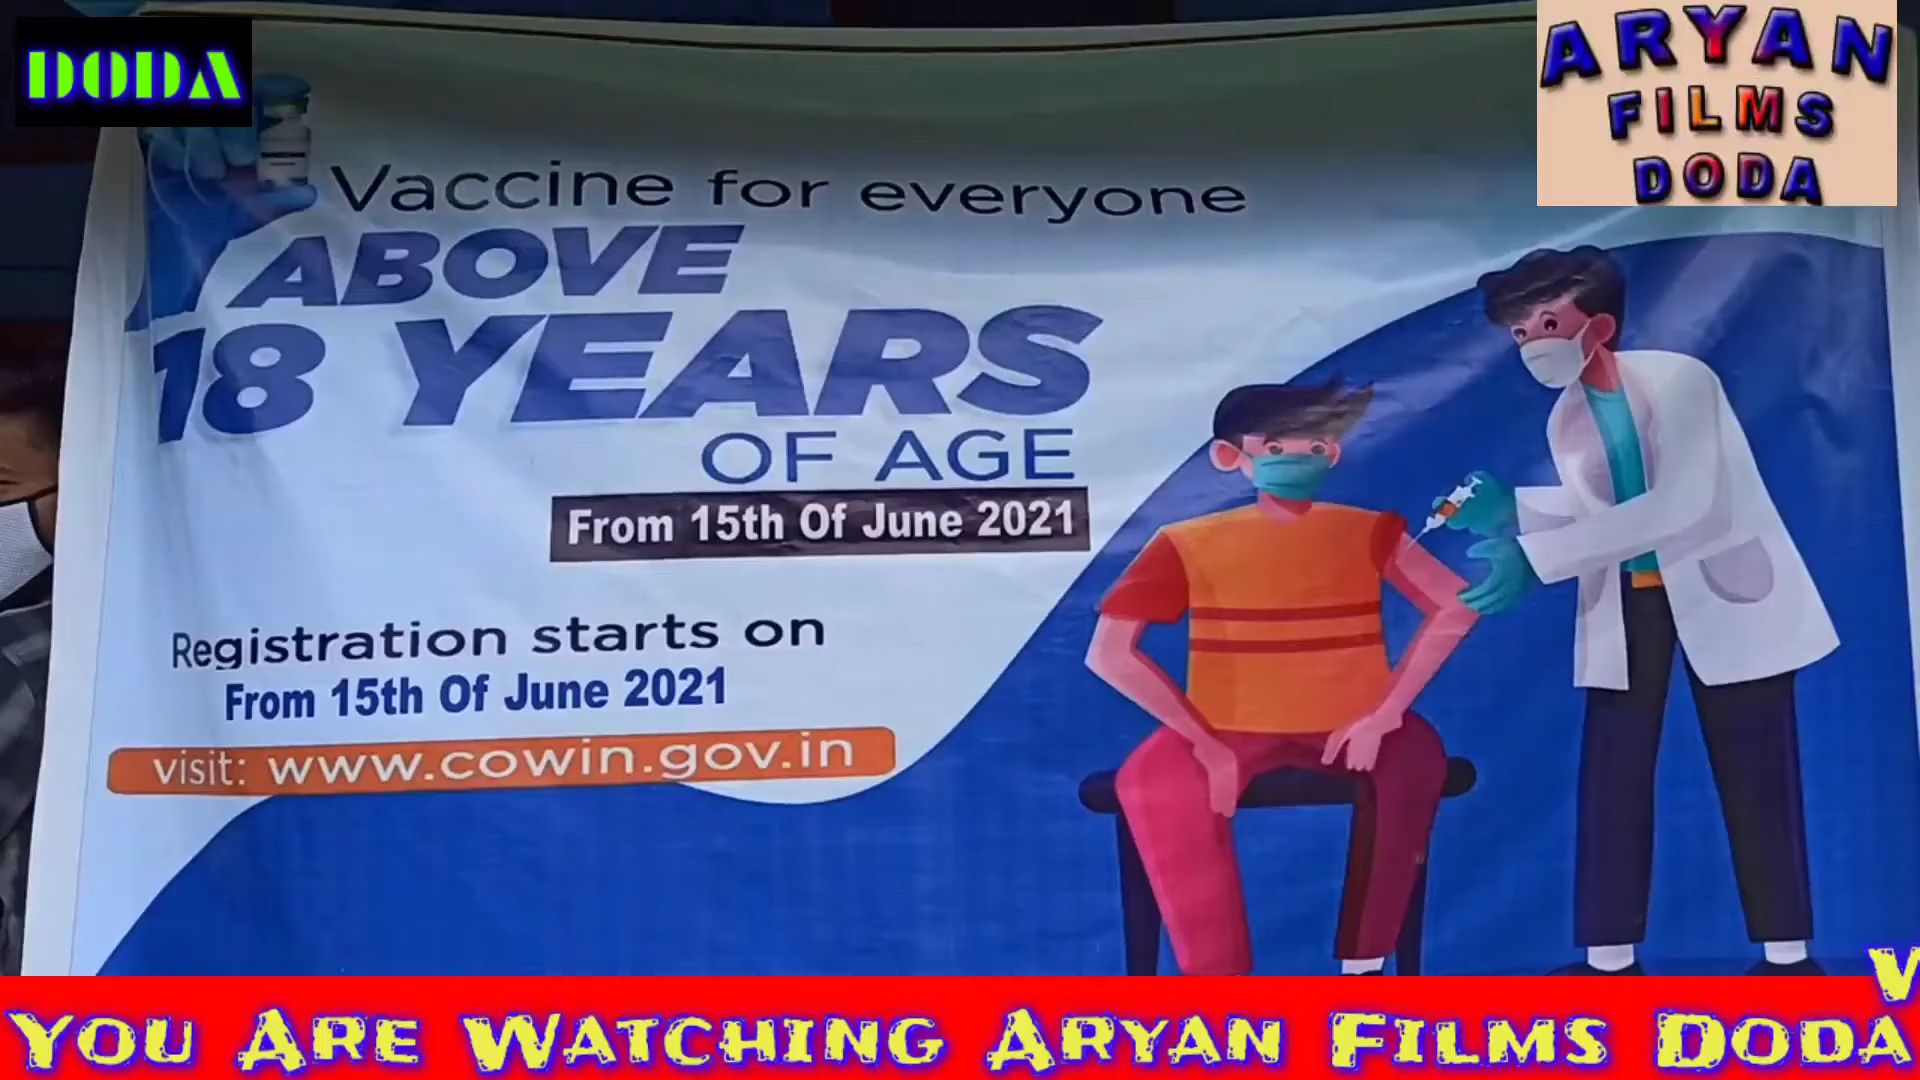 DODA
ARYAN
FILMS
DODA
Vaccine for everyone
ABOVE
18 YEARS
OF AGE
From 15th Of June 2021
Registration starts on
From 15th Of June 2021
visit: www.cowin.gov.in
V
You Are Watching Aryan Films Doda